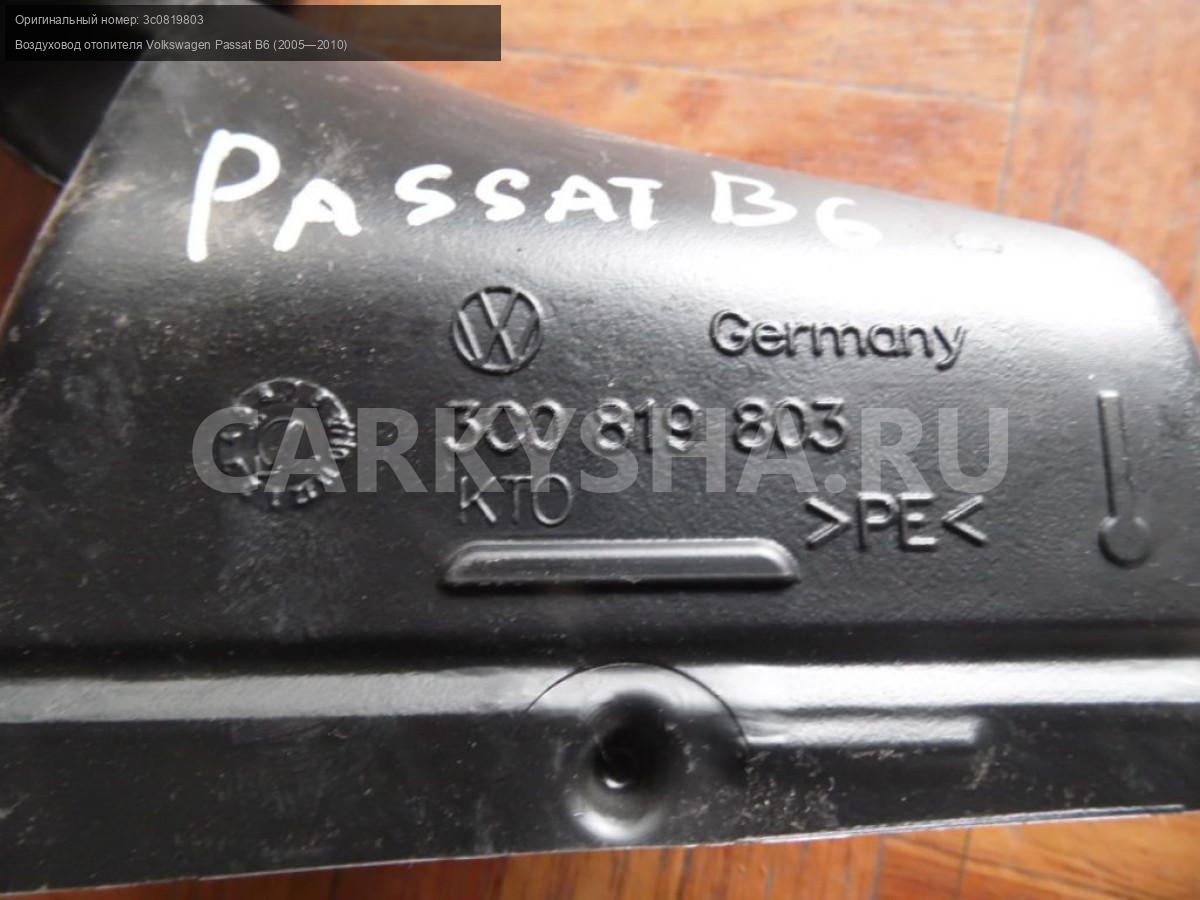 Оригинальный номер: 3c0819803
Воздуховод отопителя Volkswagen Passat B6 (2005—2010)
PASSAT B6
VW
Germany
3C0 819 803
CARKYSHA.RU
KTO
>PE<